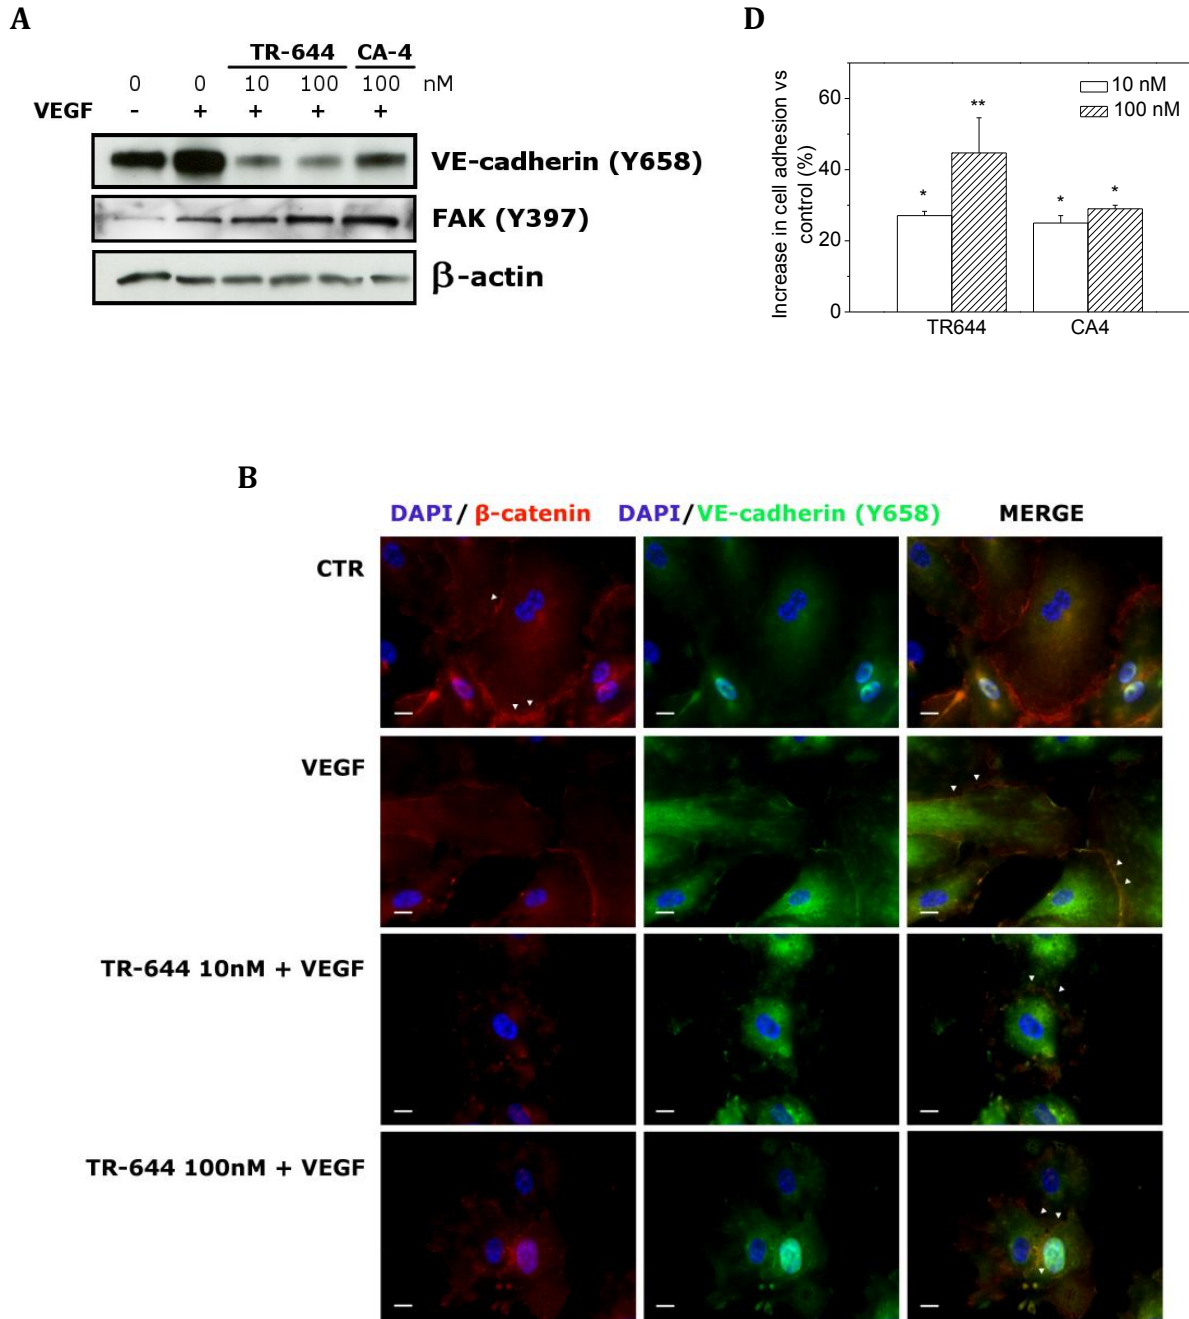 A
TR-644 CA-4
0 0 10 100 100 nM
VEGF - + + + +
VE-cadherin (Y658)
FAK (Y397)
β-actin
D
Increase in cell adhesion vs
control (%)
60
40
20
0
10 nM
100 nM
* ** * *
TR644 CA4
B
DAPI/ β-catenin DAPI/VE-cadherin (Y658) MERGE
CTR
VEGF
TR-644 10nM + VEGF
TR-644 100nM + VEGF